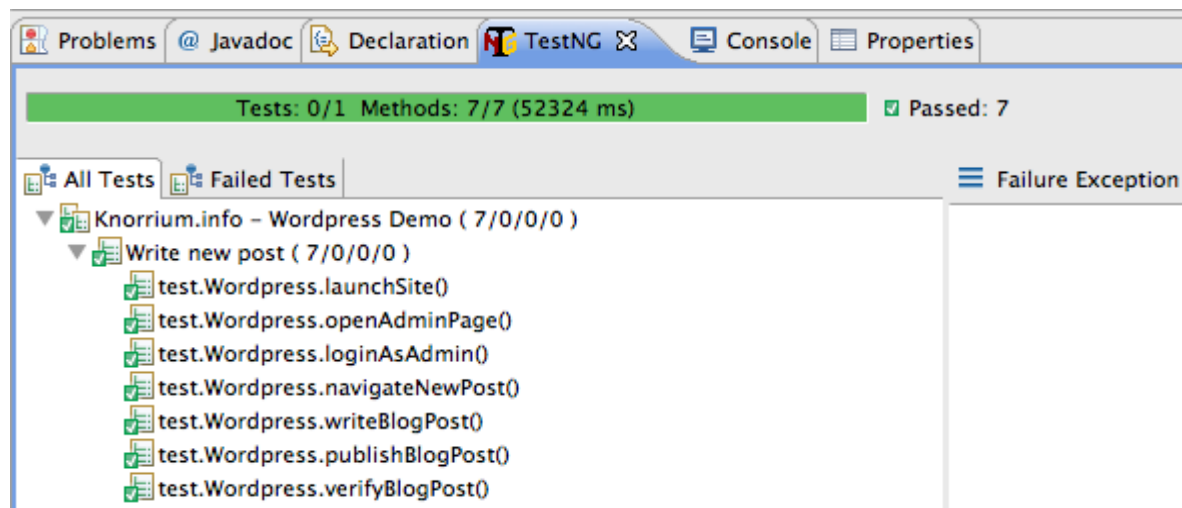 Problems @ Javadoc Declaration TestNG Console Properties
Tests: 0/1 Methods: 7/7 (52324 ms) Passed: 7
All Tests Failed Tests Failure Exception
Knorrium.info – Wordpress Demo ( 7/0/0/0 )
Write new post ( 7/0/0/0 )
test.Wordpress.launchSite()
test.Wordpress.openAdminPage()
test.Wordpress.loginAsAdmin()
test.Wordpress.navigateNewPost()
test.Wordpress.writeBlogPost()
test.Wordpress.publishBlogPost()
test.Wordpress.verifyBlogPost()